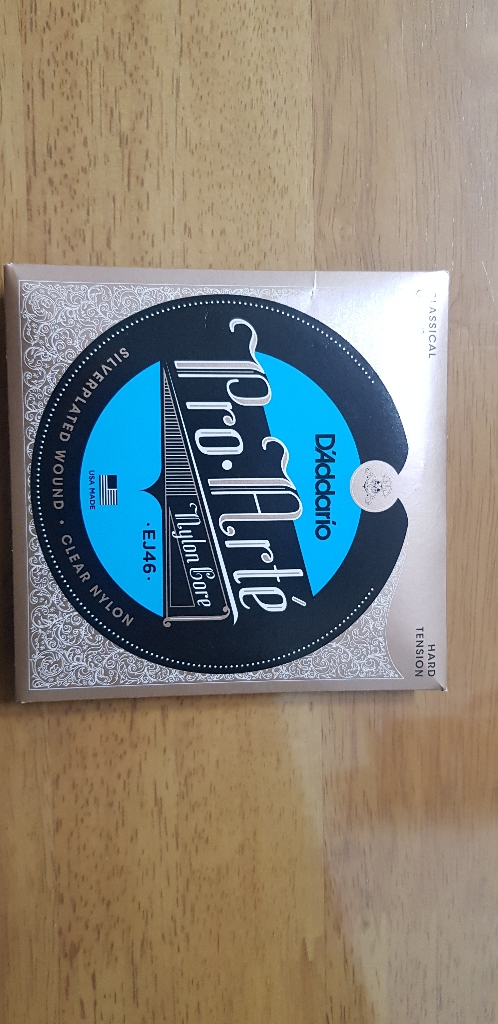 CLASSICAL
HARD
TENSION
D'Addario
Pro·Arté
Nylon Core
·EJ46·
USA MADE
SILVERPLATED WOUND • CLEAR NYLON